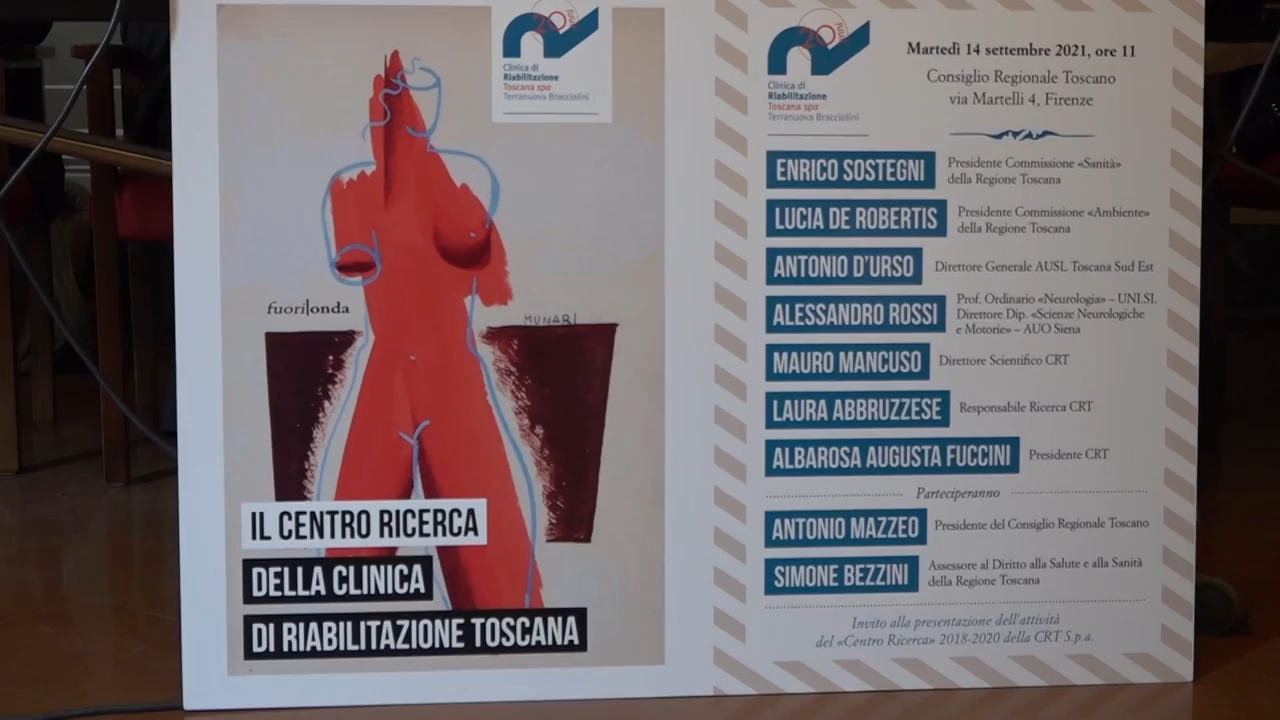 20 anni
Clinica di
Riabilitazione
Toscana spa
Terranuova Bracciolini
fuori|onda
MUNARI
IL CENTRO RICERCA
DELLA CLINICA
DI RIABILITAZIONE TOSCANA
20 anni
Clinica di
Riabilitazione
Toscana spa
Terranuova Bracciolini
Martedì 14 settembre 2021, ore 11
Consiglio Regionale Toscano
via Martelli 4, Firenze
ENRICO SOSTEGNI
Presidente Commissione «Sanità»
della Regione Toscana
LUCIA DE ROBERTIS
Presidente Commissione «Ambiente»
della Regione Toscana
ANTONIO D'URSO
Direttore Generale AUSL Toscana Sud Est
ALESSANDRO ROSSI
Prof. Ordinario «Neurologia» – UNI.SI.
Direttore Dip. «Scienze Neurologiche
e Motorie» – AUO Siena
MAURO MANCUSO
Direttore Scientifico CRT
LAURA ABBRUZZESE
Responsabile Ricerca CRT
ALBAROSA AUGUSTA FUCCINI
Presidente CRT
Parteciperanno
ANTONIO MAZZEO
Presidente del Consiglio Regionale Toscano
SIMONE BEZZINI
Assessore al Diritto alla Salute e alla Sanità
della Regione Toscana
Invito alla presentazione dell'attività
del «Centro Ricerca» 2018-2020 della CRT S.p.a.